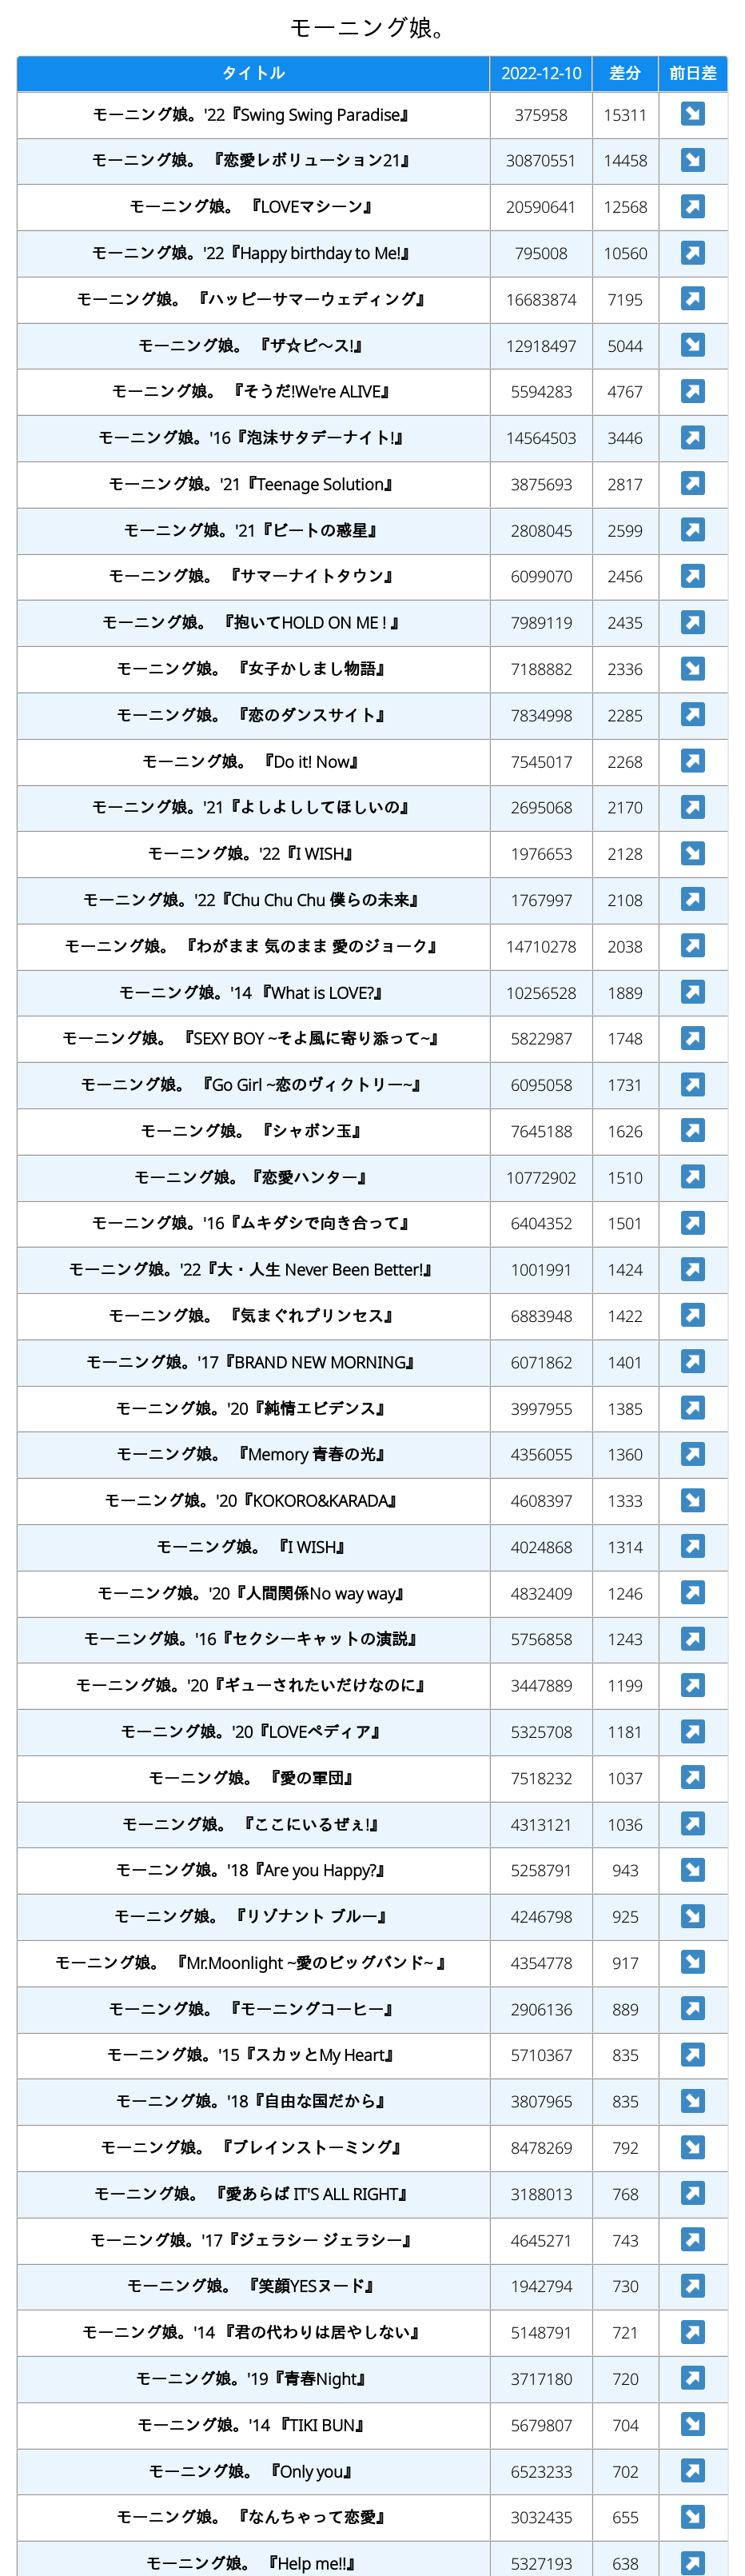 モーニング娘。
タイトル 2022-12-10 差分 前日差
モーニング娘。'22『Swing Swing Paradise』 375958 15311 ↘
モーニング娘。 『恋愛レボリューション21』 30870551 14458 ↘
モーニング娘。 『LOVEマシーン』 20590641 12568 ↗
モーニング娘。'22『Happy birthday to Me!』 795008 10560 ↗
モーニング娘。 『ハッピーサマーウェディング』 16683874 7195 ↗
モーニング娘。 『ザ☆ピ〜ス!』 12918497 5044 ↘
モーニング娘。 『そうだ!We're ALIVE』 5594283 4767 ↗
モーニング娘。'16『泡沫サタデーナイト!』 14564503 3446 ↗
モーニング娘。'21『Teenage Solution』 3875693 2817 ↗
モーニング娘。'21『ビートの惑星』 2808045 2599 ↗
モーニング娘。 『サマーナイトタウン』 6099070 2456 ↗
モーニング娘。 『抱いてHOLD ON ME ! 』 7989119 2435 ↗
モーニング娘。 『女子かしまし物語』 7188882 2336 ↘
モーニング娘。 『恋のダンスサイト』 7834998 2285 ↗
モーニング娘。 『Do it! Now』 7545017 2268 ↗
モーニング娘。'21『よしよししてほしいの』 2695068 2170 ↗
モーニング娘。'22『I WISH』 1976653 2128 ↘
モーニング娘。'22『Chu Chu Chu 僕らの未来』 1767997 2108 ↗
モーニング娘。 『わがまま 気のまま 愛のジョーク』 14710278 2038 ↗
モーニング娘。'14 『What is LOVE?』 10256528 1889 ↗
モーニング娘。 『SEXY BOY ~そよ風に寄り添って~』 5822987 1748 ↗
モーニング娘。 『Go Girl ~恋のヴィクトリー~』 6095058 1731 ↗
モーニング娘。 『シャボン玉』 7645188 1626 ↗
モーニング娘。『恋愛ハンター』 10772902 1510 ↗
モーニング娘。'16『ムキダシで向き合って』 6404352 1501 ↗
モーニング娘。'22『大・人生 Never Been Better!』 1001991 1424 ↗
モーニング娘。 『気まぐれプリンセス』 6883948 1422 ↗
モーニング娘。'17『BRAND NEW MORNING』 6071862 1401 ↗
モーニング娘。'20『純情エビデンス』 3997955 1385 ↗
モーニング娘。 『Memory 青春の光』 4356055 1360 ↗
モーニング娘。'20『KOKORO&KARADA』 4608397 1333 ↘
モーニング娘。 『I WISH』 4024868 1314 ↗
モーニング娘。'20『人間関係No way way』 4832409 1246 ↗
モーニング娘。'16『セクシーキャットの演説』 5756858 1243 ↗
モーニング娘。'20『ギューされたいだけなのに』 3447889 1199 ↗
モーニング娘。'20『LOVEペディア』 5325708 1181 ↗
モーニング娘。 『愛の軍団』 7518232 1037 ↗
モーニング娘。 『ここにいるぜぇ!』 4313121 1036 ↗
モーニング娘。'18『Are you Happy?』 5258791 943 ↘
モーニング娘。 『リゾナント ブルー』 4246798 925 ↘
モーニング娘。 『Mr.Moonlight ~愛のビッグバンド~ 』 4354778 917 ↘
モーニング娘。 『モーニングコーヒー』 2906136 889 ↗
モーニング娘。'15『スカッとMy Heart』 5710367 835 ↗
モーニング娘。'18『自由な国だから』 3807965 835 ↘
モーニング娘。 『ブレインストーミング』 8478269 792 ↘
モーニング娘。 『愛あらば IT'S ALL RIGHT』 3188013 768 ↗
モーニング娘。'17『ジェラシー ジェラシー』 4645271 743 ↗
モーニング娘。 『笑顔YESヌード』 1942794 730 ↗
モーニング娘。'14 『君の代わりは居やしない』 5148791 721 ↗
モーニング娘。'19『青春Night』 3717180 720 ↗
モーニング娘。'14 『TIKI BUN』 5679807 704 ↘
モーニング娘。 『Only you』 6523233 702 ↗
モーニング娘。 『なんちゃって恋愛』 3032435 655 ↘
モーニング娘。 『Help me!!』 5327193 638 ↗